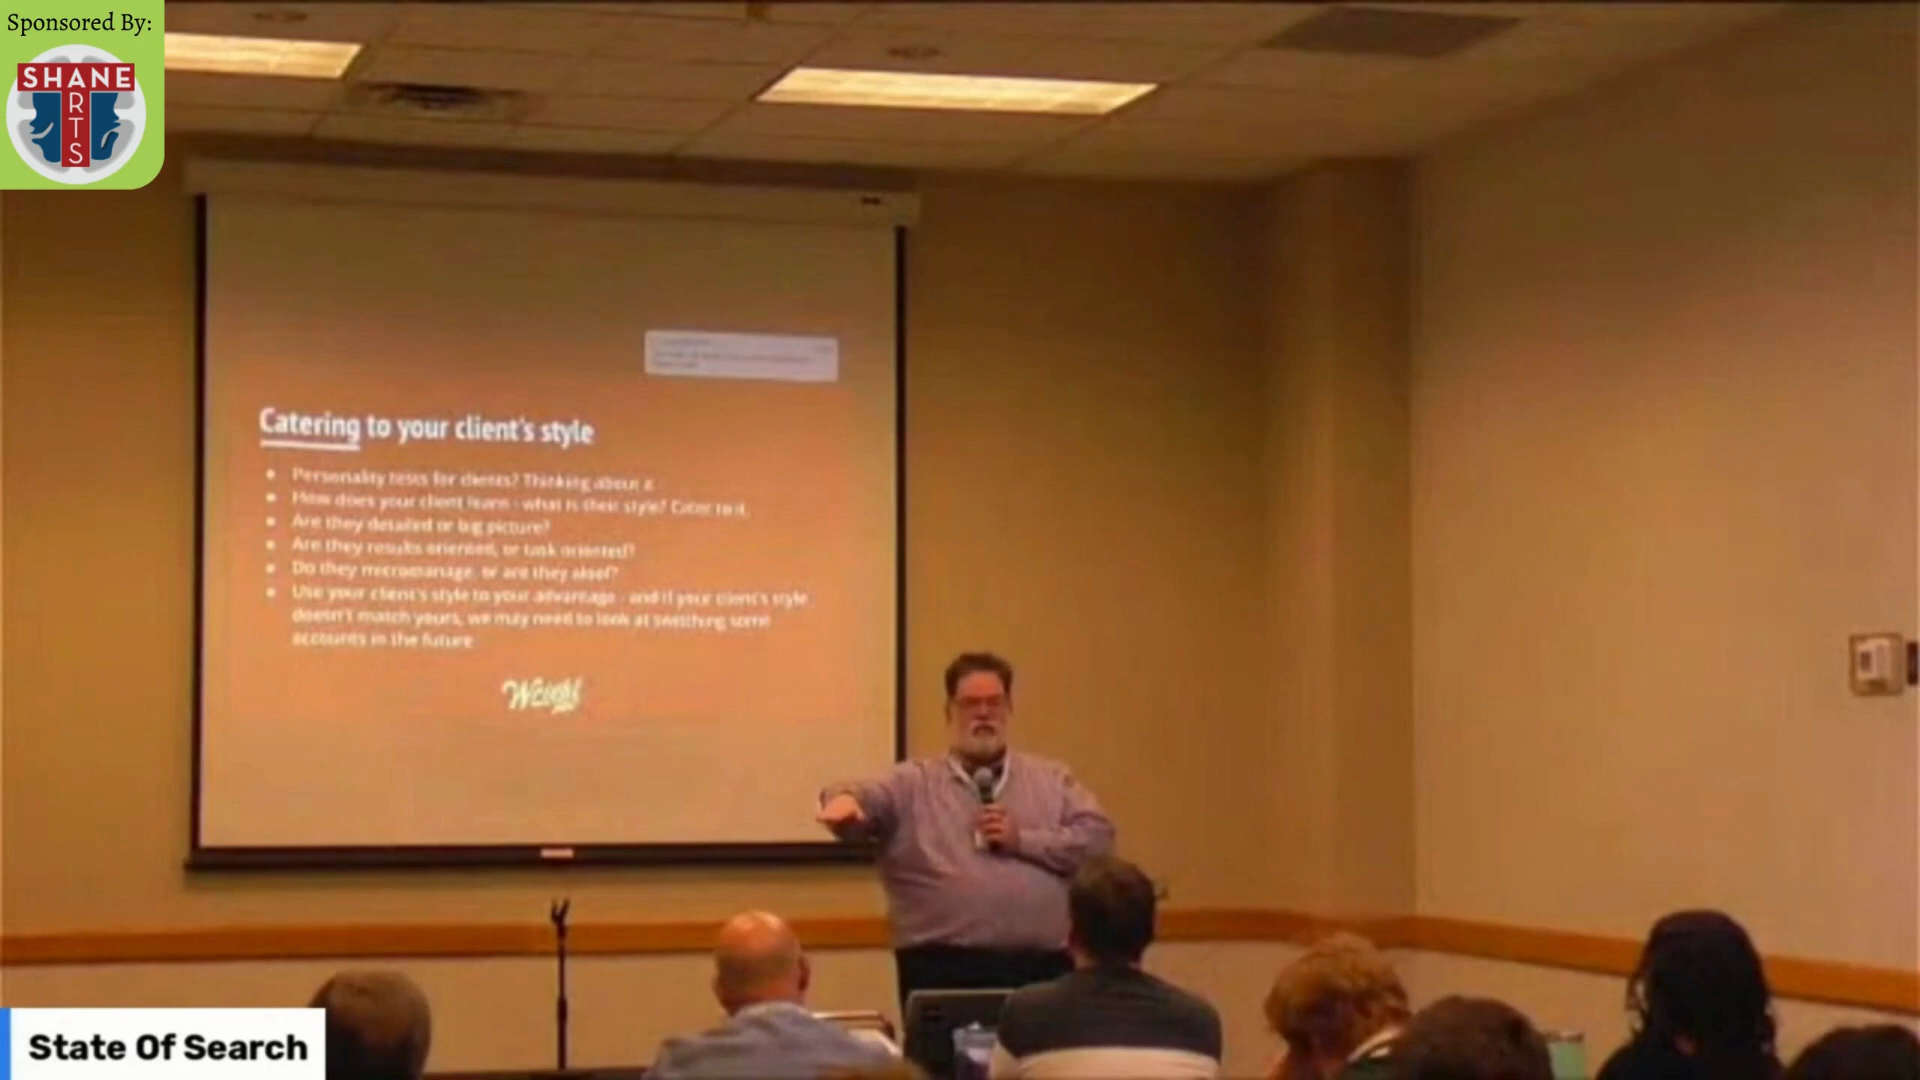 Sponsored By:
SHANE
ARTS
Catering to your client's style
Personality tests for clients? Thinking about it
How does your client learn - what is their style? Cater to it.
Are they detailed or big picture?
Are they results oriented, or task oriented?
Do they micromanage, or are they aloof?
Use your client's style to your advantage - and if your client's style
doesn't match yours, we may need to look at switching some
accounts in the future
State Of Search